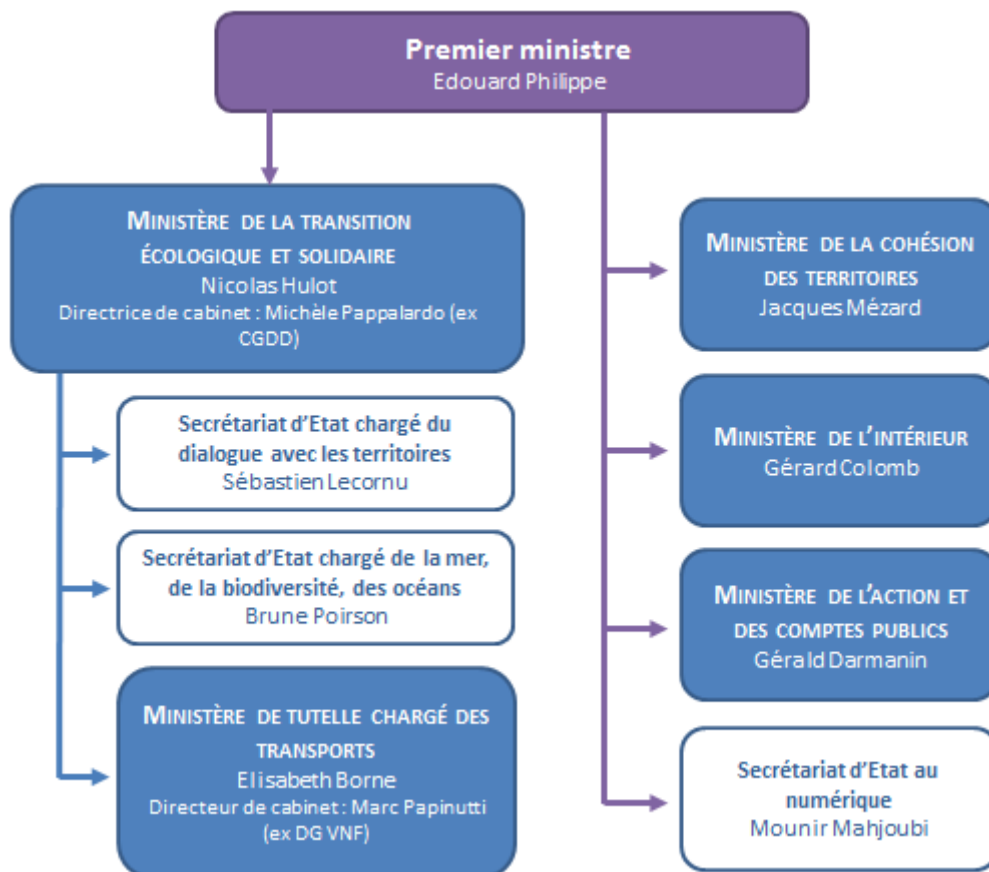 Premier ministre
Edouard Philippe
MINISTÈRE DE LA TRANSITION
ÉCOLOGIQUE ET SOLIDAIRE
Nicolas Hulot
Directrice de cabinet : Michèle Pappalardo (ex
CGDD)
Secrétariat d'Etat chargé du
dialogue avec les territoires
Sébastien Lecornu
Secrétariat d'Etat chargé de la mer,
de la biodiversité, des océans
Brune Poirson
MINISTÈRE DE TUTELLE CHARGÉ DES
TRANSPORTS
Elisabeth Borne
Directeur de cabinet : Marc Papinutti
(ex DG VNF)
MINISTÈRE DE LA COHÉSION
DES TERRITOIRES
Jacques Mézard
MINISTÈRE DE L'INTÉRIEUR
Gérard Colomb
MINISTÈRE DE L'ACTION ET
DES COMPTES PUBLICS
Gérald Darmanin
Secrétariat d'Etat au
numérique
Mounir Mahjoubi